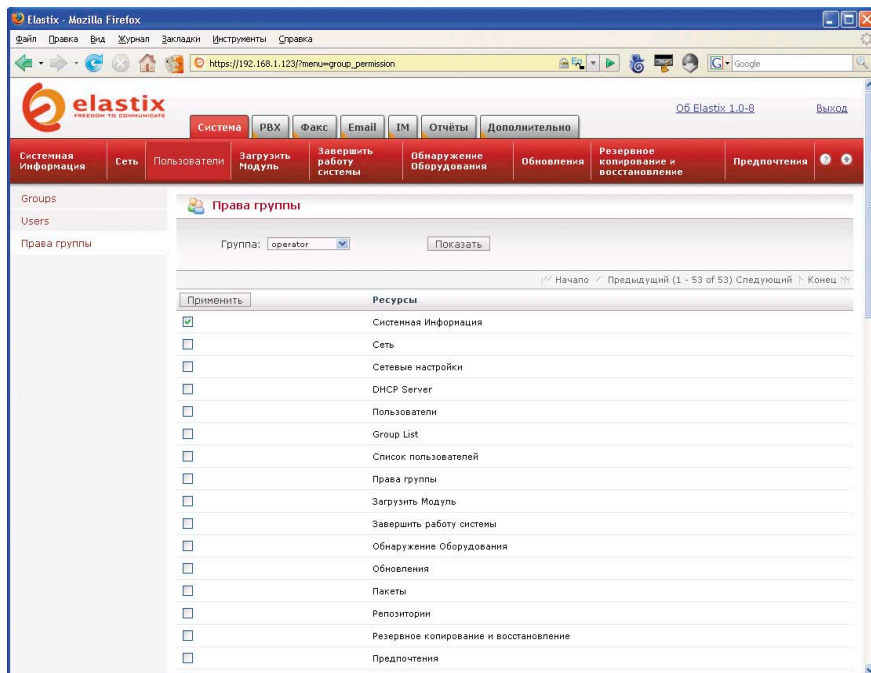 Elastix - Mozilla Firefox
Файл Правка Вид Журнал Закладки Инструменты Справка
https://192.168.1.123/?menu=group_permission
G Google
elastix
FREEDOM TO COMMUNICATE
Об Elastix 1.0-8 Выход
Система PBX Факс Email IM Отчёты Дополнительно
Системная Информация Сеть Пользователи Загрузить Модуль Завершить работу системы Обнаружение Оборудования Обновления Резервное копирование и восстановление Предпочтения
Groups
Users
Права группы
Права группы
Группа: operator Показать
Начало Предыдущий (1 - 53 of 53) Следующий Конец
Применить Ресурсы
Системная Информация
Сеть
Сетевые настройки
DHCP Server
Пользователи
Group List
Список пользователей
Права группы
Загрузить Модуль
Завершить работу системы
Обнаружение Оборудования
Обновления
Пакеты
Репозитории
Резервное копирование и восстановление
Предпочтения